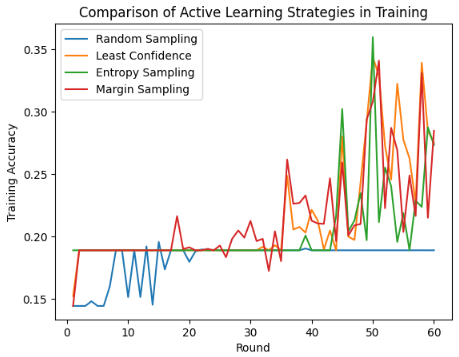 Comparison of Active Learning Strategies in Training
Random Sampling
Least Confidence
Entropy Sampling
Margin Sampling
Training Accuracy
0.35
0.30
0.25
0.20
0.15
0 10 20 30 40 50 60
Round